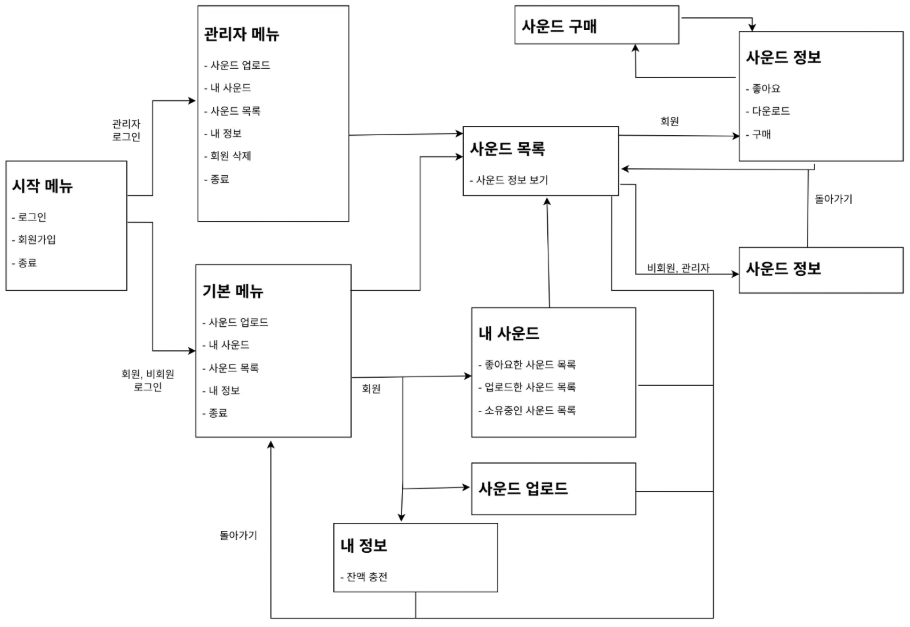 시작 메뉴
- 로그인
- 회원가입
- 종료
관리자
로그인
회원, 비회원
로그인
관리자 메뉴
- 사운드 업로드
- 내 사운드
- 사운드 목록
- 내 정보
- 회원 삭제
- 종료
기본 메뉴
- 사운드 업로드
- 내 사운드
- 사운드 목록
- 내 정보
- 종료
회원
돌아가기
사운드 목록
- 사운드 정보 보기
내 사운드
- 좋아요한 사운드 목록
- 업로드한 사운드 목록
- 소유중인 사운드 목록
사운드 업로드
내 정보
- 잔액 충전
사운드 구매
회원
사운드 정보
- 좋아요
- 다운로드
- 구매
돌아가기
비회원, 관리자
사운드 정보